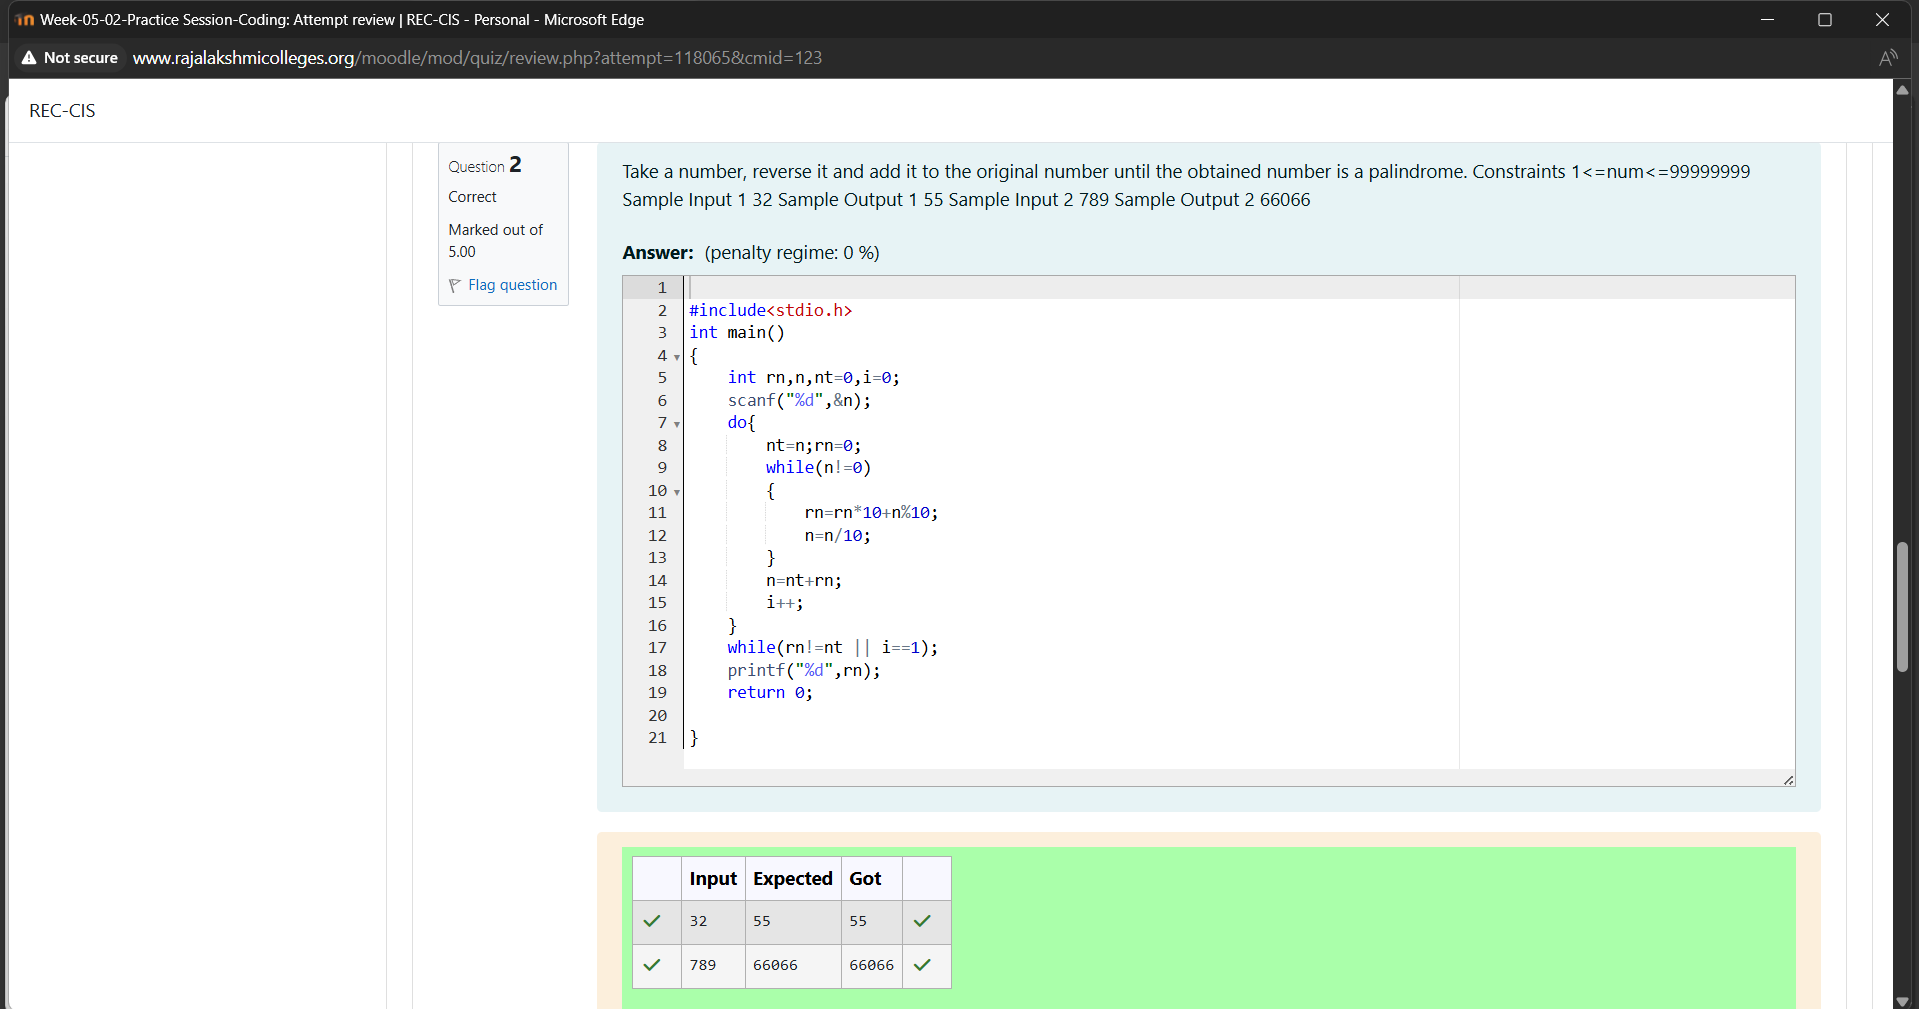 Week-05-02-Practice Session-Coding: Attempt review | REC-CIS - Personal - Microsoft Edge
Not secure www.rajalakshmicolleges.org/moodle/mod/quiz/review.php?attempt=118065&cmid=123
REC-CIS
Question 2
Correct
Marked out of
5.00
Flag question
Take a number, reverse it and add it to the original number until the obtained number is a palindrome. Constraints 1<=num<=99999999
Sample Input 1 32 Sample Output 1 55 Sample Input 2 789 Sample Output 2 66066
Answer: (penalty regime: 0 %)
1
2 #include<stdio.h>
3 int main()
4 {
5     int rn,n,nt=0,i=0;
6     scanf("%d",&n);
7     do{
8         nt=n;rn=0;
9         while(n!=0)
10         {
11             rn=rn*10+n%10;
12             n=n/10;
13         }
14         n=nt+rn;
15         i++;
16     }
17     while(rn!=nt || i==1);
18     printf("%d",rn);
19     return 0;
20
21 }
Input Expected Got
32 55 55
789 66066 66066